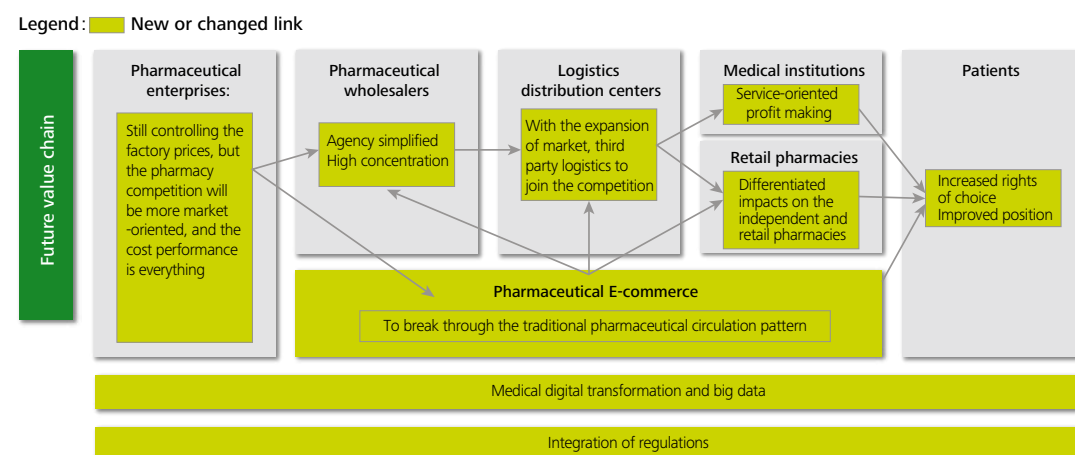 Legend: New or changed link
Future value chain
Pharmaceutical
enterprises:
Still controlling the
factory prices, but
the pharmacy
competition will
be more market
-oriented, and the
cost performance
is everything
Pharmaceutical
wholesalers
Agency simplified
High concentration
Logistics
distribution centers
With the expansion
of market, third
party logistics to
join the competition
Medical institutions
Service-oriented
profit making
Retail pharmacies
Differentiated
impacts on the
independent and
retail pharmacies
Patients
Increased rights
of choice
Improved position
Pharmaceutical E-commerce
To break through the traditional pharmaceutical circulation pattern
Medical digital transformation and big data
Integration of regulations